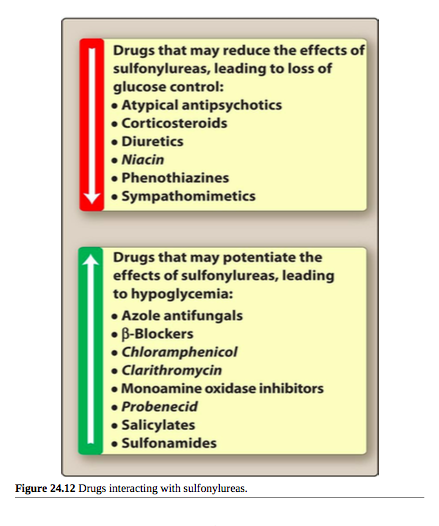 Drugs that may reduce the effects of
sulfonylureas, leading to loss of
glucose control:
• Atypical antipsychotics
• Corticosteroids
• Diuretics
• Niacin
• Phenothiazines
• Sympathomimetics
Drugs that may potentiate the
effects of sulfonylureas, leading
to hypoglycemia:
• Azole antifungals
• β-Blockers
• Chloramphenicol
• Clarithromycin
• Monoamine oxidase inhibitors
• Probenecid
• Salicylates
• Sulfonamides
Figure 24.12 Drugs interacting with sulfonylureas.